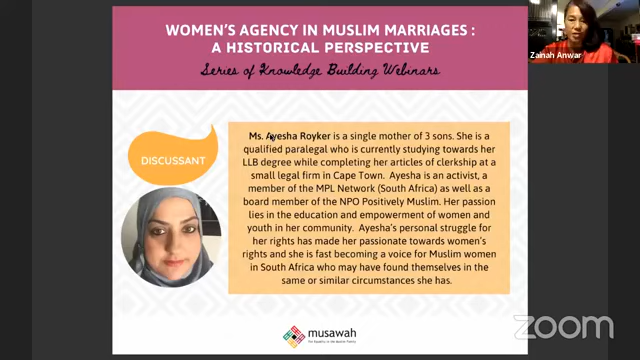 WOMEN'S AGENCY IN MUSLIM MARRIAGES :
A HISTORICAL PERSPECTIVE
Series of Knowledge Building Webinars
Zainah Anwar
DISCUSSANT
Ms. Ayesha Royker is a single mother of 3 sons. She is a
qualified paralegal who is currently studying towards her
LLB degree while completing her articles of clerkship at a
small legal firm in Cape Town. Ayesha is an activist, a
member of the MPL Network (South Africa) as well as a
board member of the NPO Positively Muslim. Her passion
lies in the education and empowerment of women and
youth in her community. Ayesha's personal struggle for
her rights has made her passionate towards women's
rights and she is fast becoming a voice for Muslim women
in South Africa who may have found themselves in the
same or similar circumstances she has.
musawah
For Equality in the Muslim Family
zoom